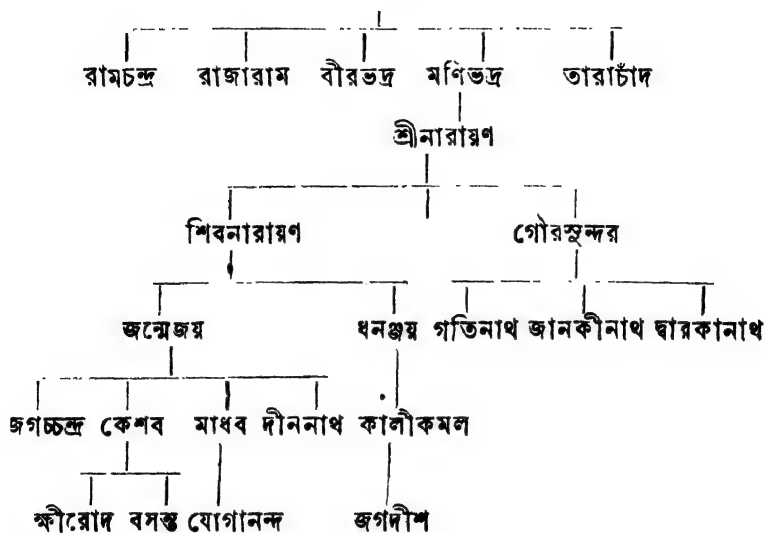 রামচন্দ্র রাজারাম বীরভদ্র মণিভদ্র তারাচাঁদ
শ্রীনারায়ণ
শিবনারায়ণ গৌরসুন্দর
জন্মেজয় ধনঞ্জয় গতিনাথ জানকীনাথ দ্বারকানাথ
জগচ্চন্দ্র কেশব মাধব দীননাথ কালীকমল
ক্ষীরোদ বসন্ত যোগানন্দ জগদীশ